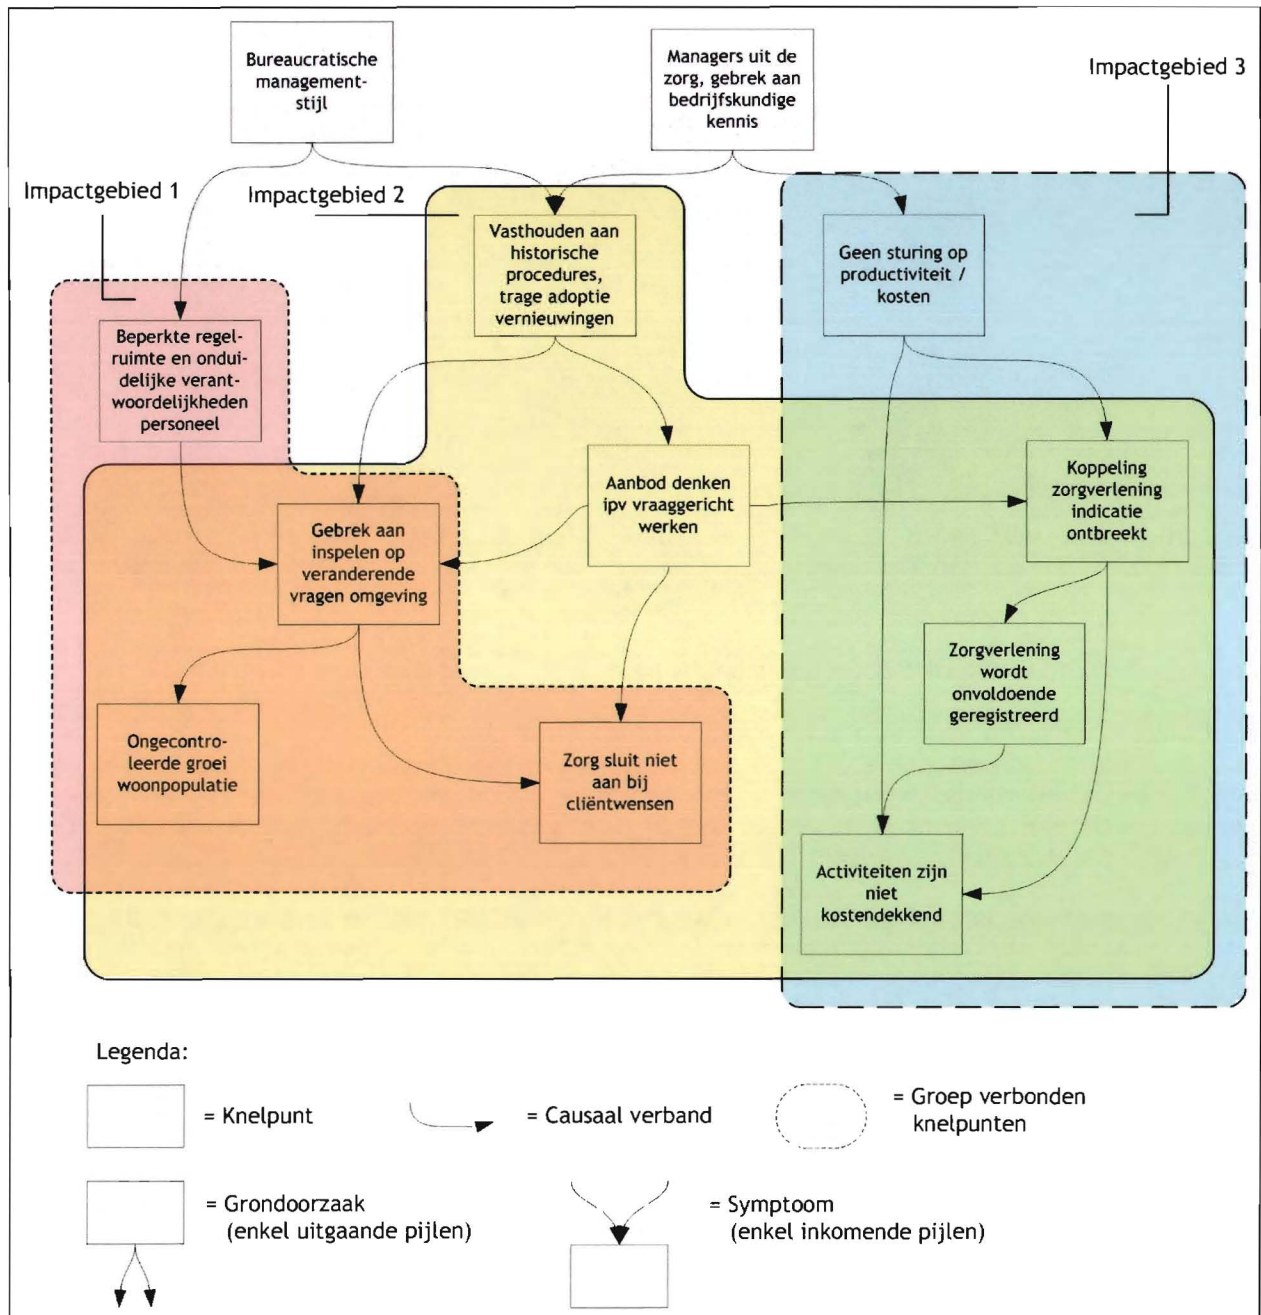 Bureaucratische
management-
stijl
Managers uit de
zorg, gebrek aan
bedrijfskundige
kennis
Impactgebied 3
Impactgebied 1
Impactgebied 2
Vasthouden aan
historische
procedures,
trage adoptie
vernieuwingen
Geen sturing op
productiviteit /
kosten
Beperkte regel-
ruimte en ondui-
delijke verant-
woordelijkheden
personeel
Aanbod denken
ipv vraaggericht
werken
Koppeling
zorgverlening
indicatie
ontbreekt
Gebrek aan
inspelen op
veranderende
vragen omgeving
Zorgverlening
wordt
onvoldoende
geregistreerd
Ongecontro-
leerde groei
woonpopulatie
Zorg sluit niet
aan bij
cliëntwensen
Activiteiten zijn
niet
kostendekkend
Legenda:
= Knelpunt
= Causaal verband
= Groep verbonden
knelpunten
= Grondoorzaak
(enkel uitgaande pijlen)
= Symptoom
(enkel inkomende pijlen)